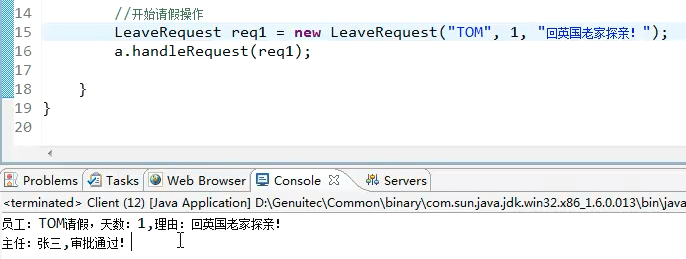 14 //开始请假操作
15 LeaveRequest req1 = new LeaveRequest("TOM", 1, "回英国老家探亲!");
16 a.handleRequest(req1);
17
18 }
19 }
20
Problems Tasks Web Browser Console Servers
<terminated> Client (12) [Java Application] D:\Genuitec\Common\binary\com.sun.java.jdk.win32.x86_1.6.0.013\bin\java
员工: TOM请假, 天数: 1,理由: 回英国老家探亲!
主任: 张三,审批通过!